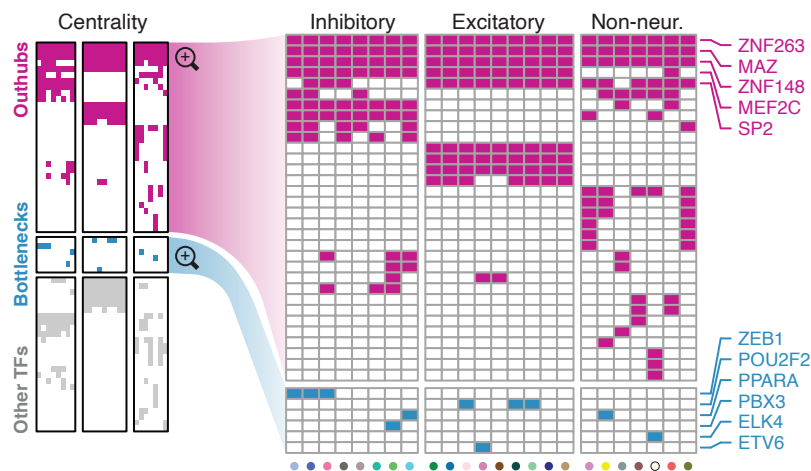 Centrality
Inhibitory
Excitatory
Non-neur.
Outhubs
Bottlenecks
Other TFs
ZNF263
MAZ
ZNF148
MEF2C
SP2
ZEB1
POU2F2
PPARA
PBX3
ELK4
ETV6